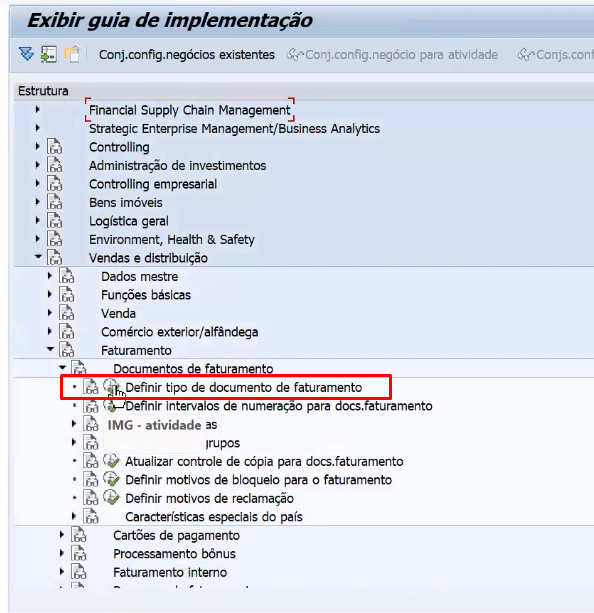 Exibir guia de implementação
Conj.config.negócios existentes Conj.config.negócio para atividade Conjs.conf
Estrutura
Financial Supply Chain Management
Strategic Enterprise Management/Business Analytics
Controlling
Administração de investimentos
Controlling empresarial
Bens imóveis
Logística geral
Environment, Health & Safety
Vendas e distribuição
Dados mestre
Funções básicas
Venda
Comércio exterior/alfândega
Faturamento
Documentos de faturamento
Definir tipo de documento de faturamento
Definir intervalos de numeração para docs.faturamento
IMG - atividade as
grupos
Atualizar controle de cópia para docs.faturamento
Definir motivos de bloqueio para o faturamento
Definir motivos de reclamação
Características especiais do país
Cartões de pagamento
Processamento bônus
Faturamento interno